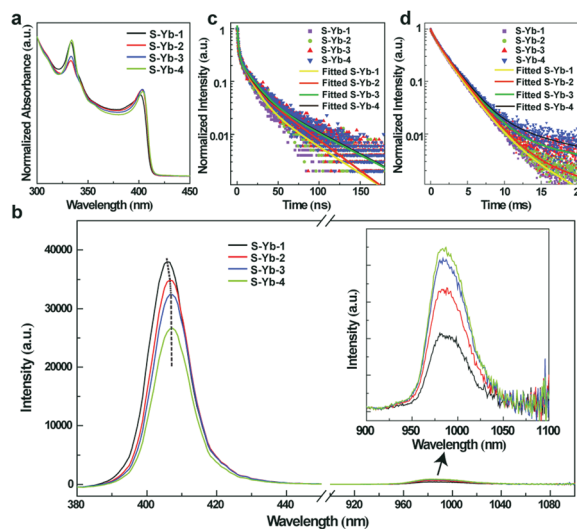 a
S-Yb-1
S-Yb-2
S-Yb-3
S-Yb-4
Normalized Absorbance (a.u.)
300 350 400 450
Wavelength (nm)
c
S-Yb-1
S-Yb-2
S-Yb-3
S-Yb-4
Fitted S-Yb-1
Fitted S-Yb-2
Fitted S-Yb-3
Fitted S-Yb-4
Normalized Intensity (a.u.)
1
0.1
0.01
0 50 100 150
Time (ns)
d
S-Yb-1
S-Yb-2
S-Yb-3
S-Yb-4
Fitted S-Yb-1
Fitted S-Yb-2
Fitted S-Yb-3
Fitted S-Yb-4
Normalized Intensity (a.u.)
1
0.1
0.01
0 5 10 15 2
Time (ms)
b
S-Yb-1
S-Yb-2
S-Yb-3
S-Yb-4
Intensity (a.u.)
40000
30000
20000
10000
0
380 400 420 440 920 960 1000 1040 1080
Wavelength (nm)
Wavelength (nm)
Intensity (a.u.)
900 950 1000 1050 1100
Wavelength (nm)